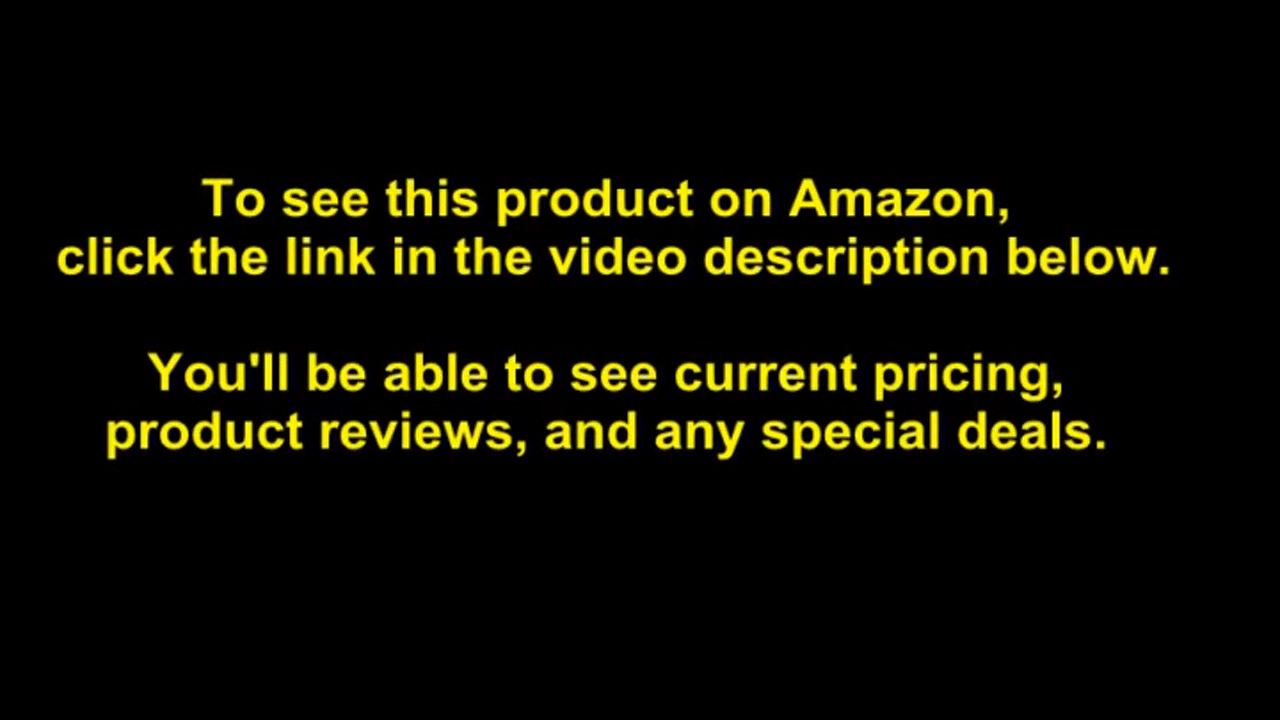 To see this product on Amazon,
click the link in the video description below.
You'll be able to see current pricing,
product reviews, and any special deals.